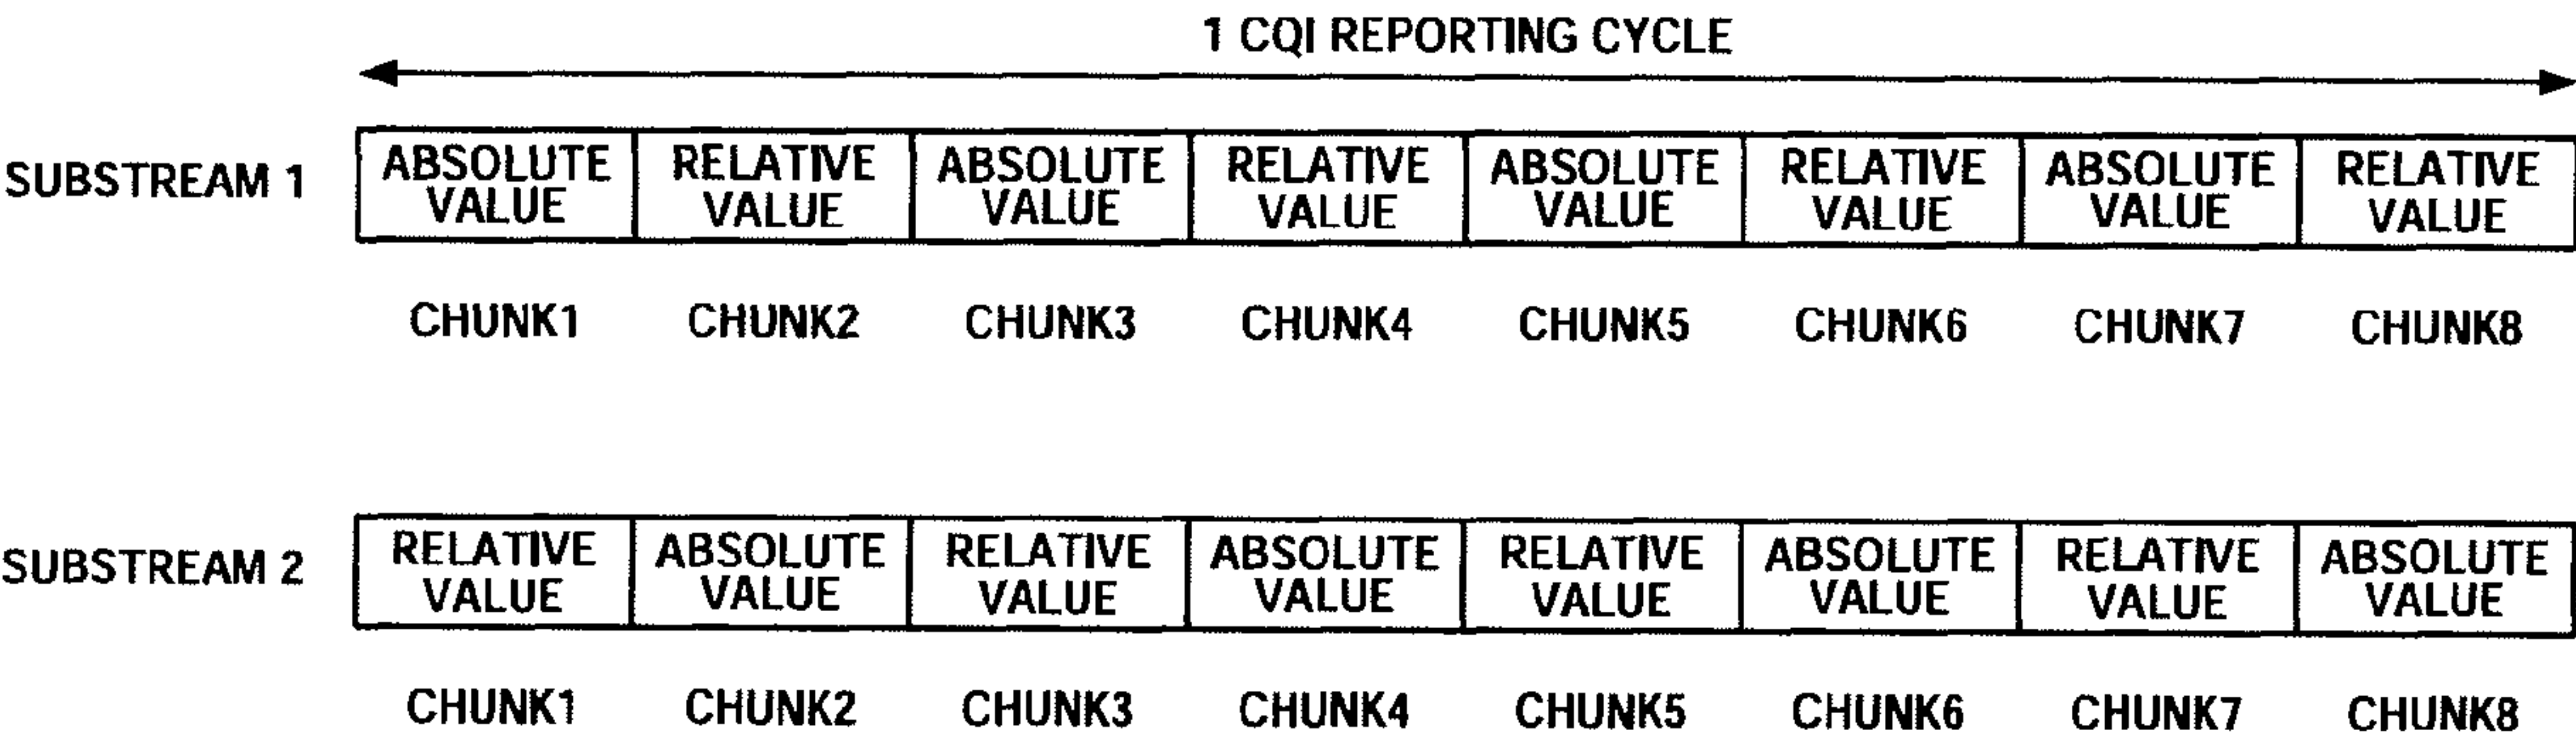 1 CQI REPORTING CYCLE
SUBSTREAM 1
ABSOLUTE VALUE
RELATIVE VALUE
ABSOLUTE VALUE
RELATIVE VALUE
ABSOLUTE VALUE
RELATIVE VALUE
ABSOLUTE VALUE
RELATIVE VALUE
CHUNK1 CHUNK2 CHUNK3 CHUNK4 CHUNK5 CHUNK6 CHUNK7 CHUNK8
SUBSTREAM 2
RELATIVE VALUE
ABSOLUTE VALUE
RELATIVE VALUE
ABSOLUTE VALUE
RELATIVE VALUE
ABSOLUTE VALUE
RELATIVE VALUE
ABSOLUTE VALUE
CHUNK1 CHUNK2 CHUNK3 CHUNK4 CHUNK5 CHUNK6 CHUNK7 CHUNK8